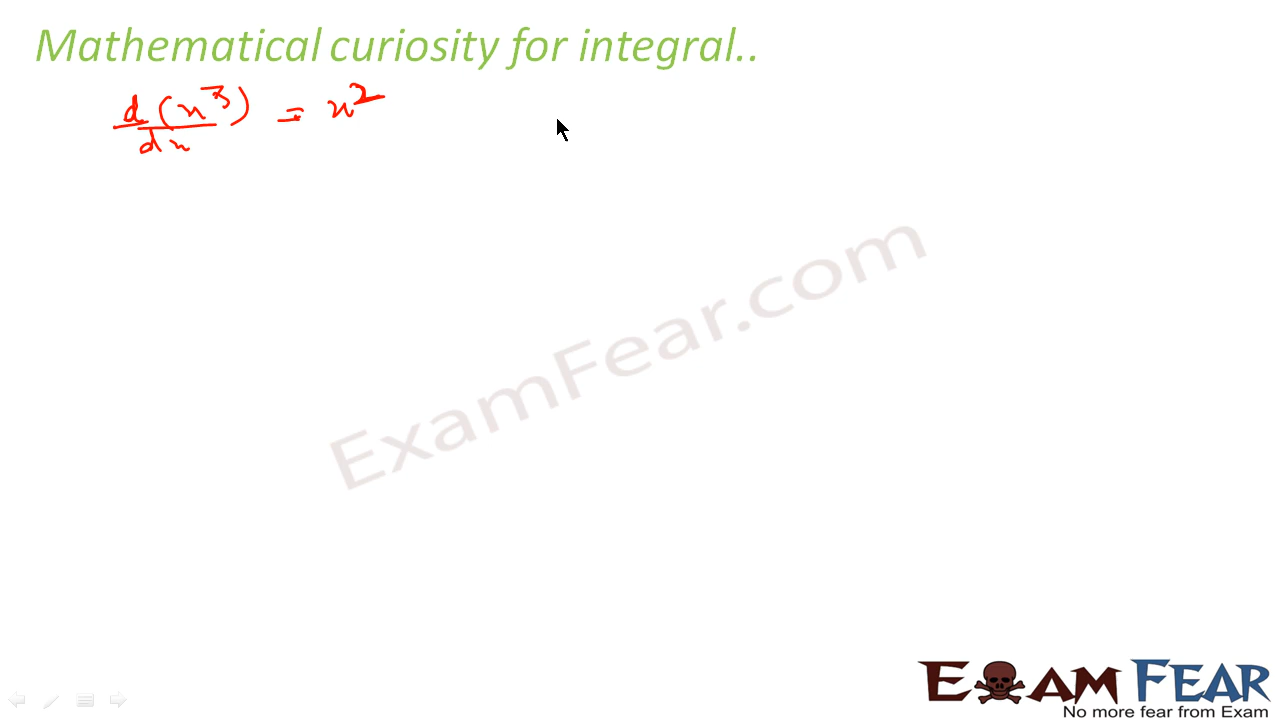 Mathematical curiosity for integral..
d (x³) = x²
dx
ExamFear.com
EXAM FEAR
No more fear from Exam